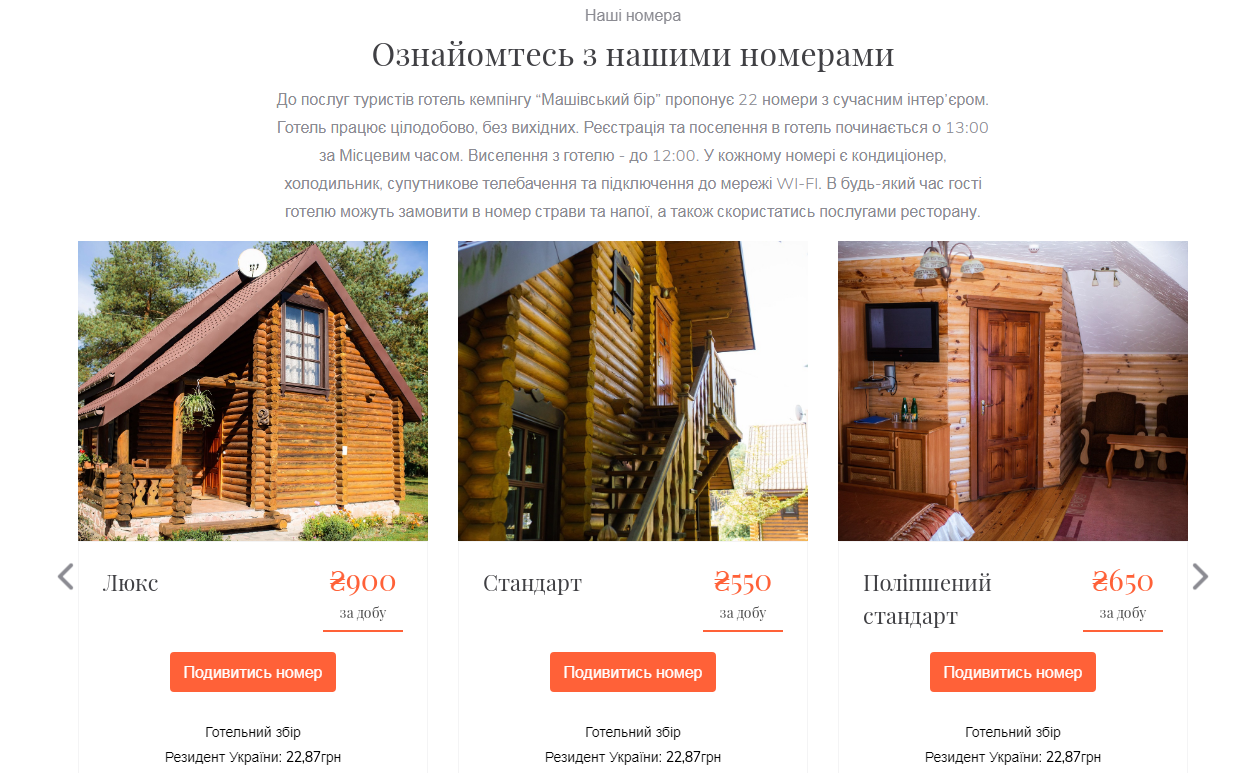 Наші номера
Ознайомтесь з нашими номерами
До послуг туристів готель кемпінгу “Машівський бір” пропонує 22 номери з сучасним інтер’єром.
Готель працює цілодобово, без вихідних. Реєстрація та поселення в готель починається о 13:00
за Місцевим часом. Виселення з готелю - до 12:00. У кожному номері є кондиціонер,
холодильник, супутникове телебачення та підключення до мережі WI-FI. В будь-який час гості
готелю можуть замовити в номер страви та напої, а також скористатись послугами ресторану.
Люкс
₴900
за добу
Подивитись номер
Готельний збір
Резидент України: 22,87грн
Стандарт
₴550
за добу
Подивитись номер
Готельний збір
Резидент України: 22,87грн
Поліпшений
стандарт
₴650
за добу
Подивитись номер
Готельний збір
Резидент України: 22,87грн